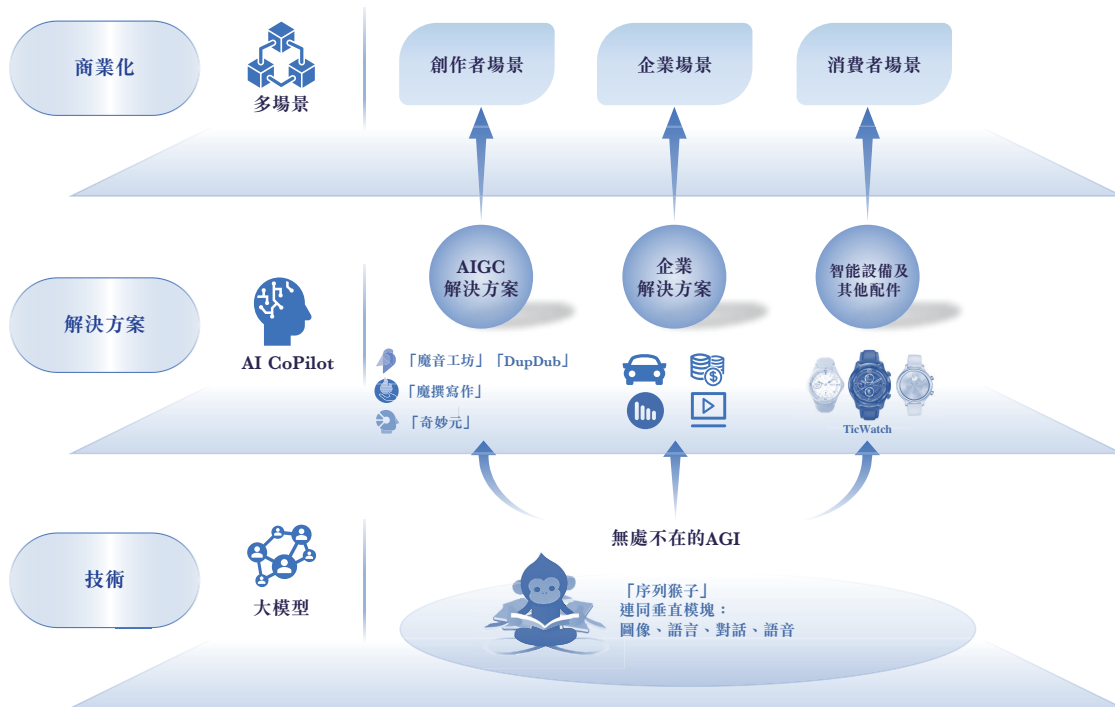 商業化
多場景
創作者場景
企業場景
消費者場景
解決方案
AI CoPilot
AIGC
解決方案
企業
解決方案
智能設備及
其他配件
「魔音工坊」「DupDub」
「魔撰寫作」
「奇妙元」
TicWatch
技術
大模型
無處不在的AGI
「序列猴子」
連同垂直模塊：
圖像、語言、對話、語音